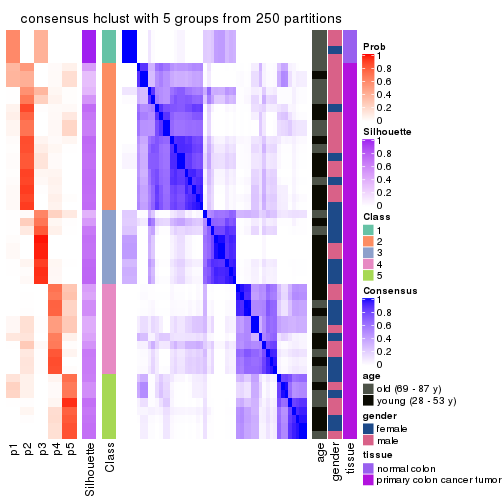 consensus hclust with 5 groups from 250 partitions
Prob
1
0.8
0.6
0.4
0.2
0
Silhouette
1
0.8
0.6
0.4
0.2
0
Class
1
2
3
4
5
Consensus
1
0.8
0.6
0.4
0.2
0
age
old (69 - 87 y)
young (28 - 53 y)
gender
female
male
tissue
normal colon
primary colon cancer tumor
p1
p2
p3
p4
p5
Silhouette
Class
age
gender
tissue